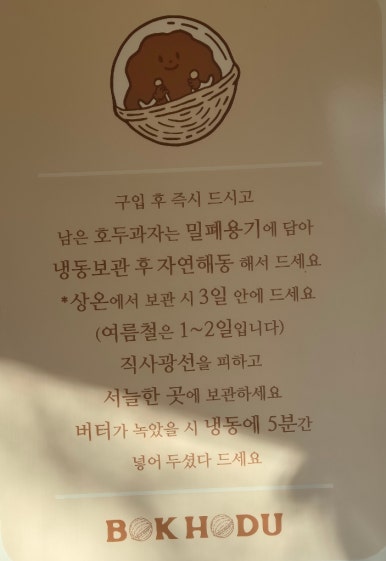 구입 후 즉시 드시고
남은 호두과자는 밀폐용기에 담아
냉동보관 후 자연해동 해서 드세요
*상온에서 보관 시 3일 안에 드세요
(여름철은 1~2일입니다)
직사광선을 피하고
서늘한 곳에 보관하세요
버터가 녹았을 시 냉동에 5분간
넣어 두셨다 드세요
BOKHODU